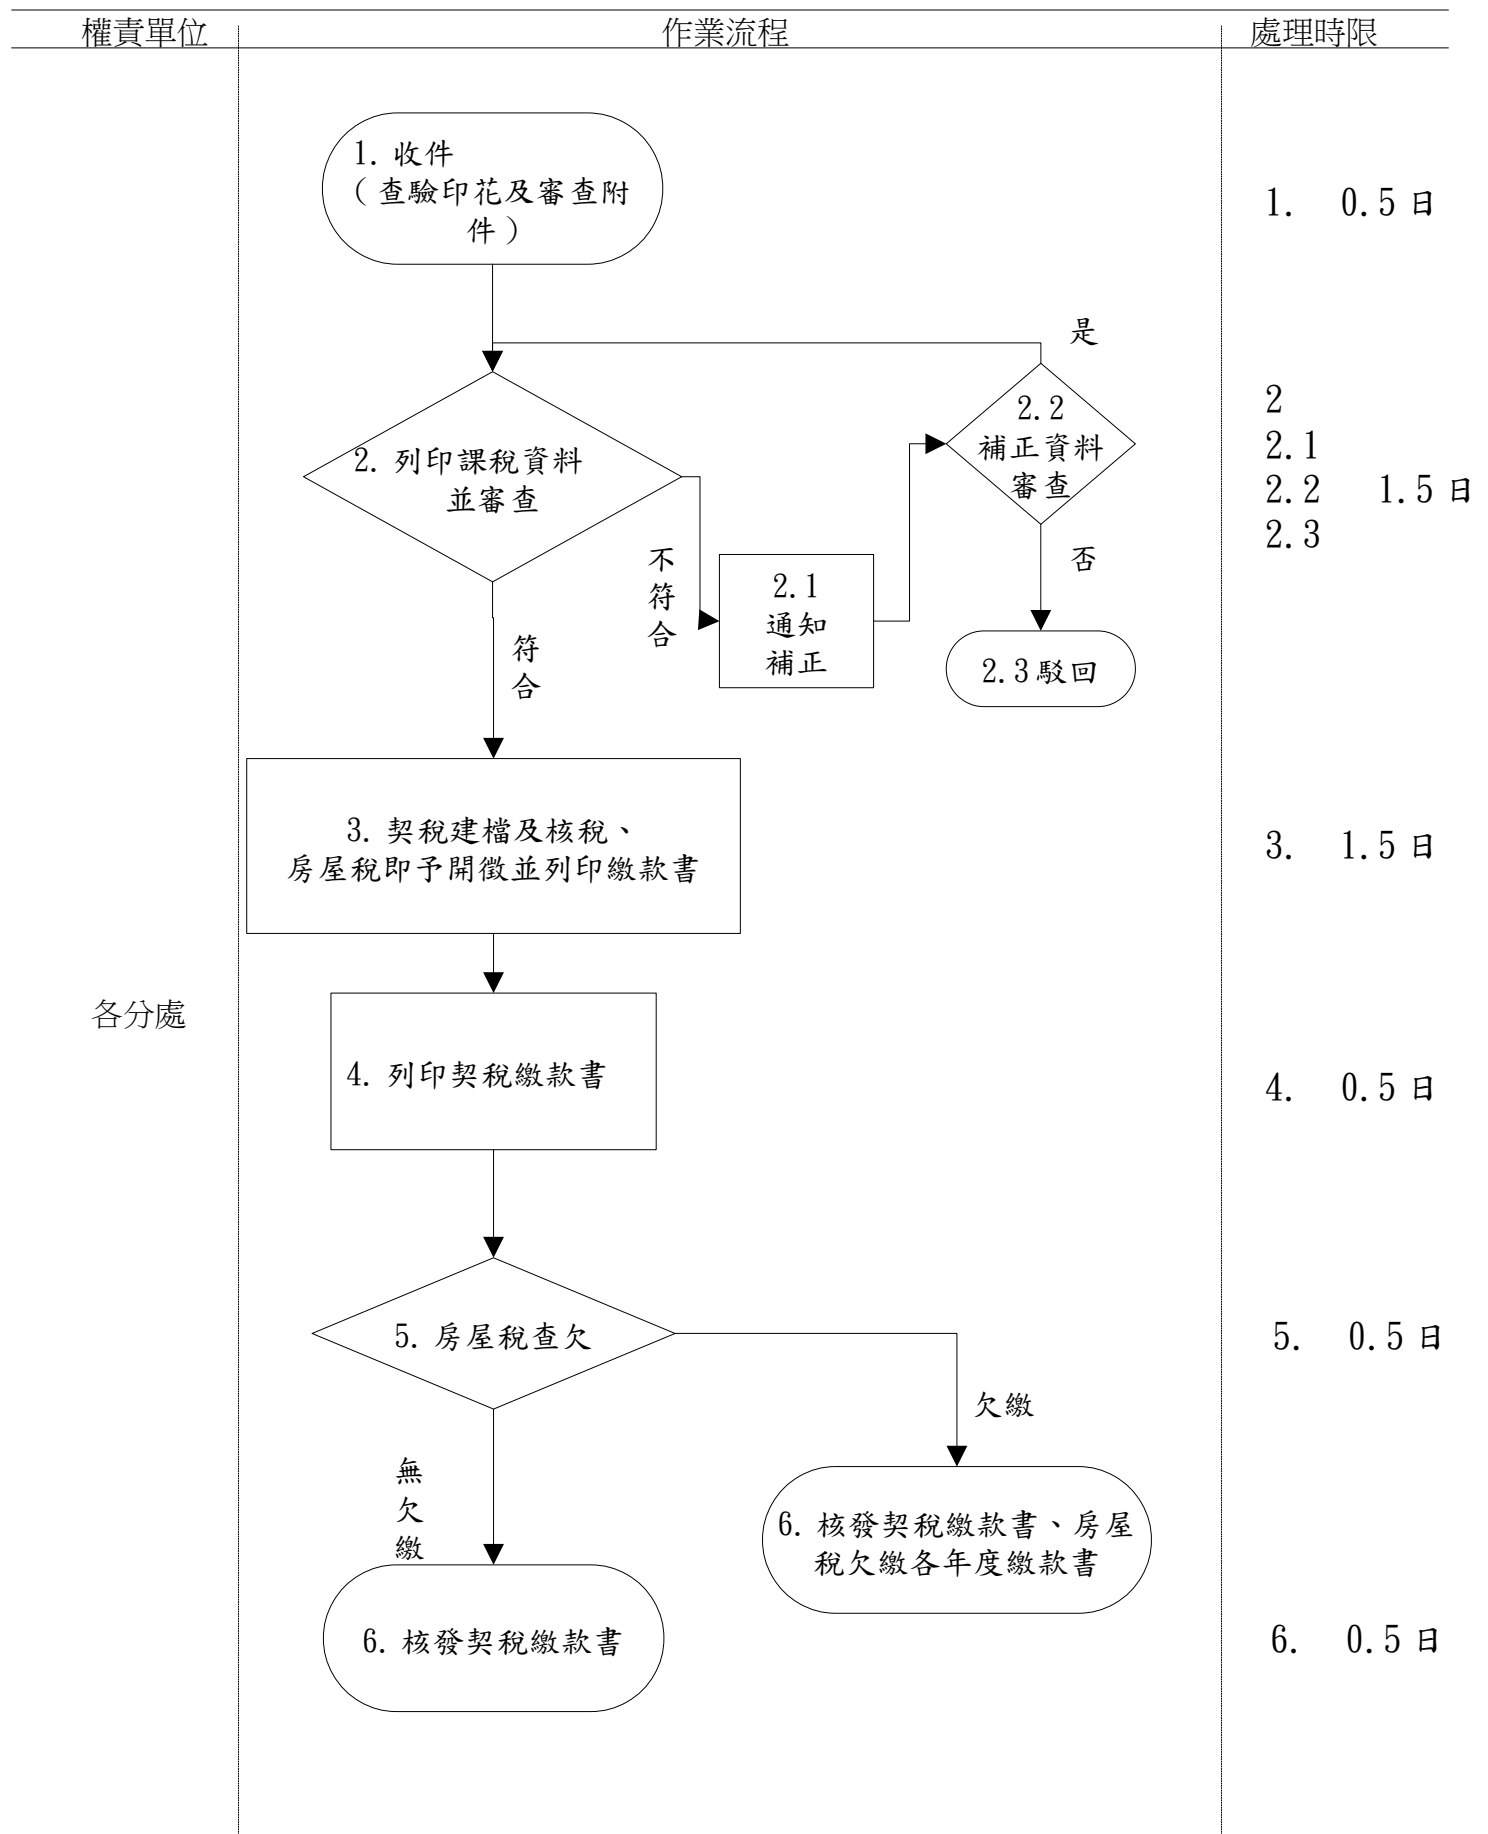 權責單位
作業流程
處理時限
1. 收件
（查驗印花及審查附
件）
1. 0.5日
是
2.2
補正資料
審查
2. 列印課稅資料
並審查
2
2.1
2.2 1.5日
2.3
不
符
合
否
2.1
通知
補正
符
合
2.3駁回
3. 契稅建檔及核稅、
房屋稅即予開徵並列印繳款書
3. 1.5日
各分處
4. 列印契稅繳款書
4. 0.5日
5. 房屋稅查欠
5. 0.5日
欠繳
無
欠
繳
6. 核發契稅繳款書、房屋
稅欠繳各年度繳款書
6. 核發契稅繳款書
6. 0.5日